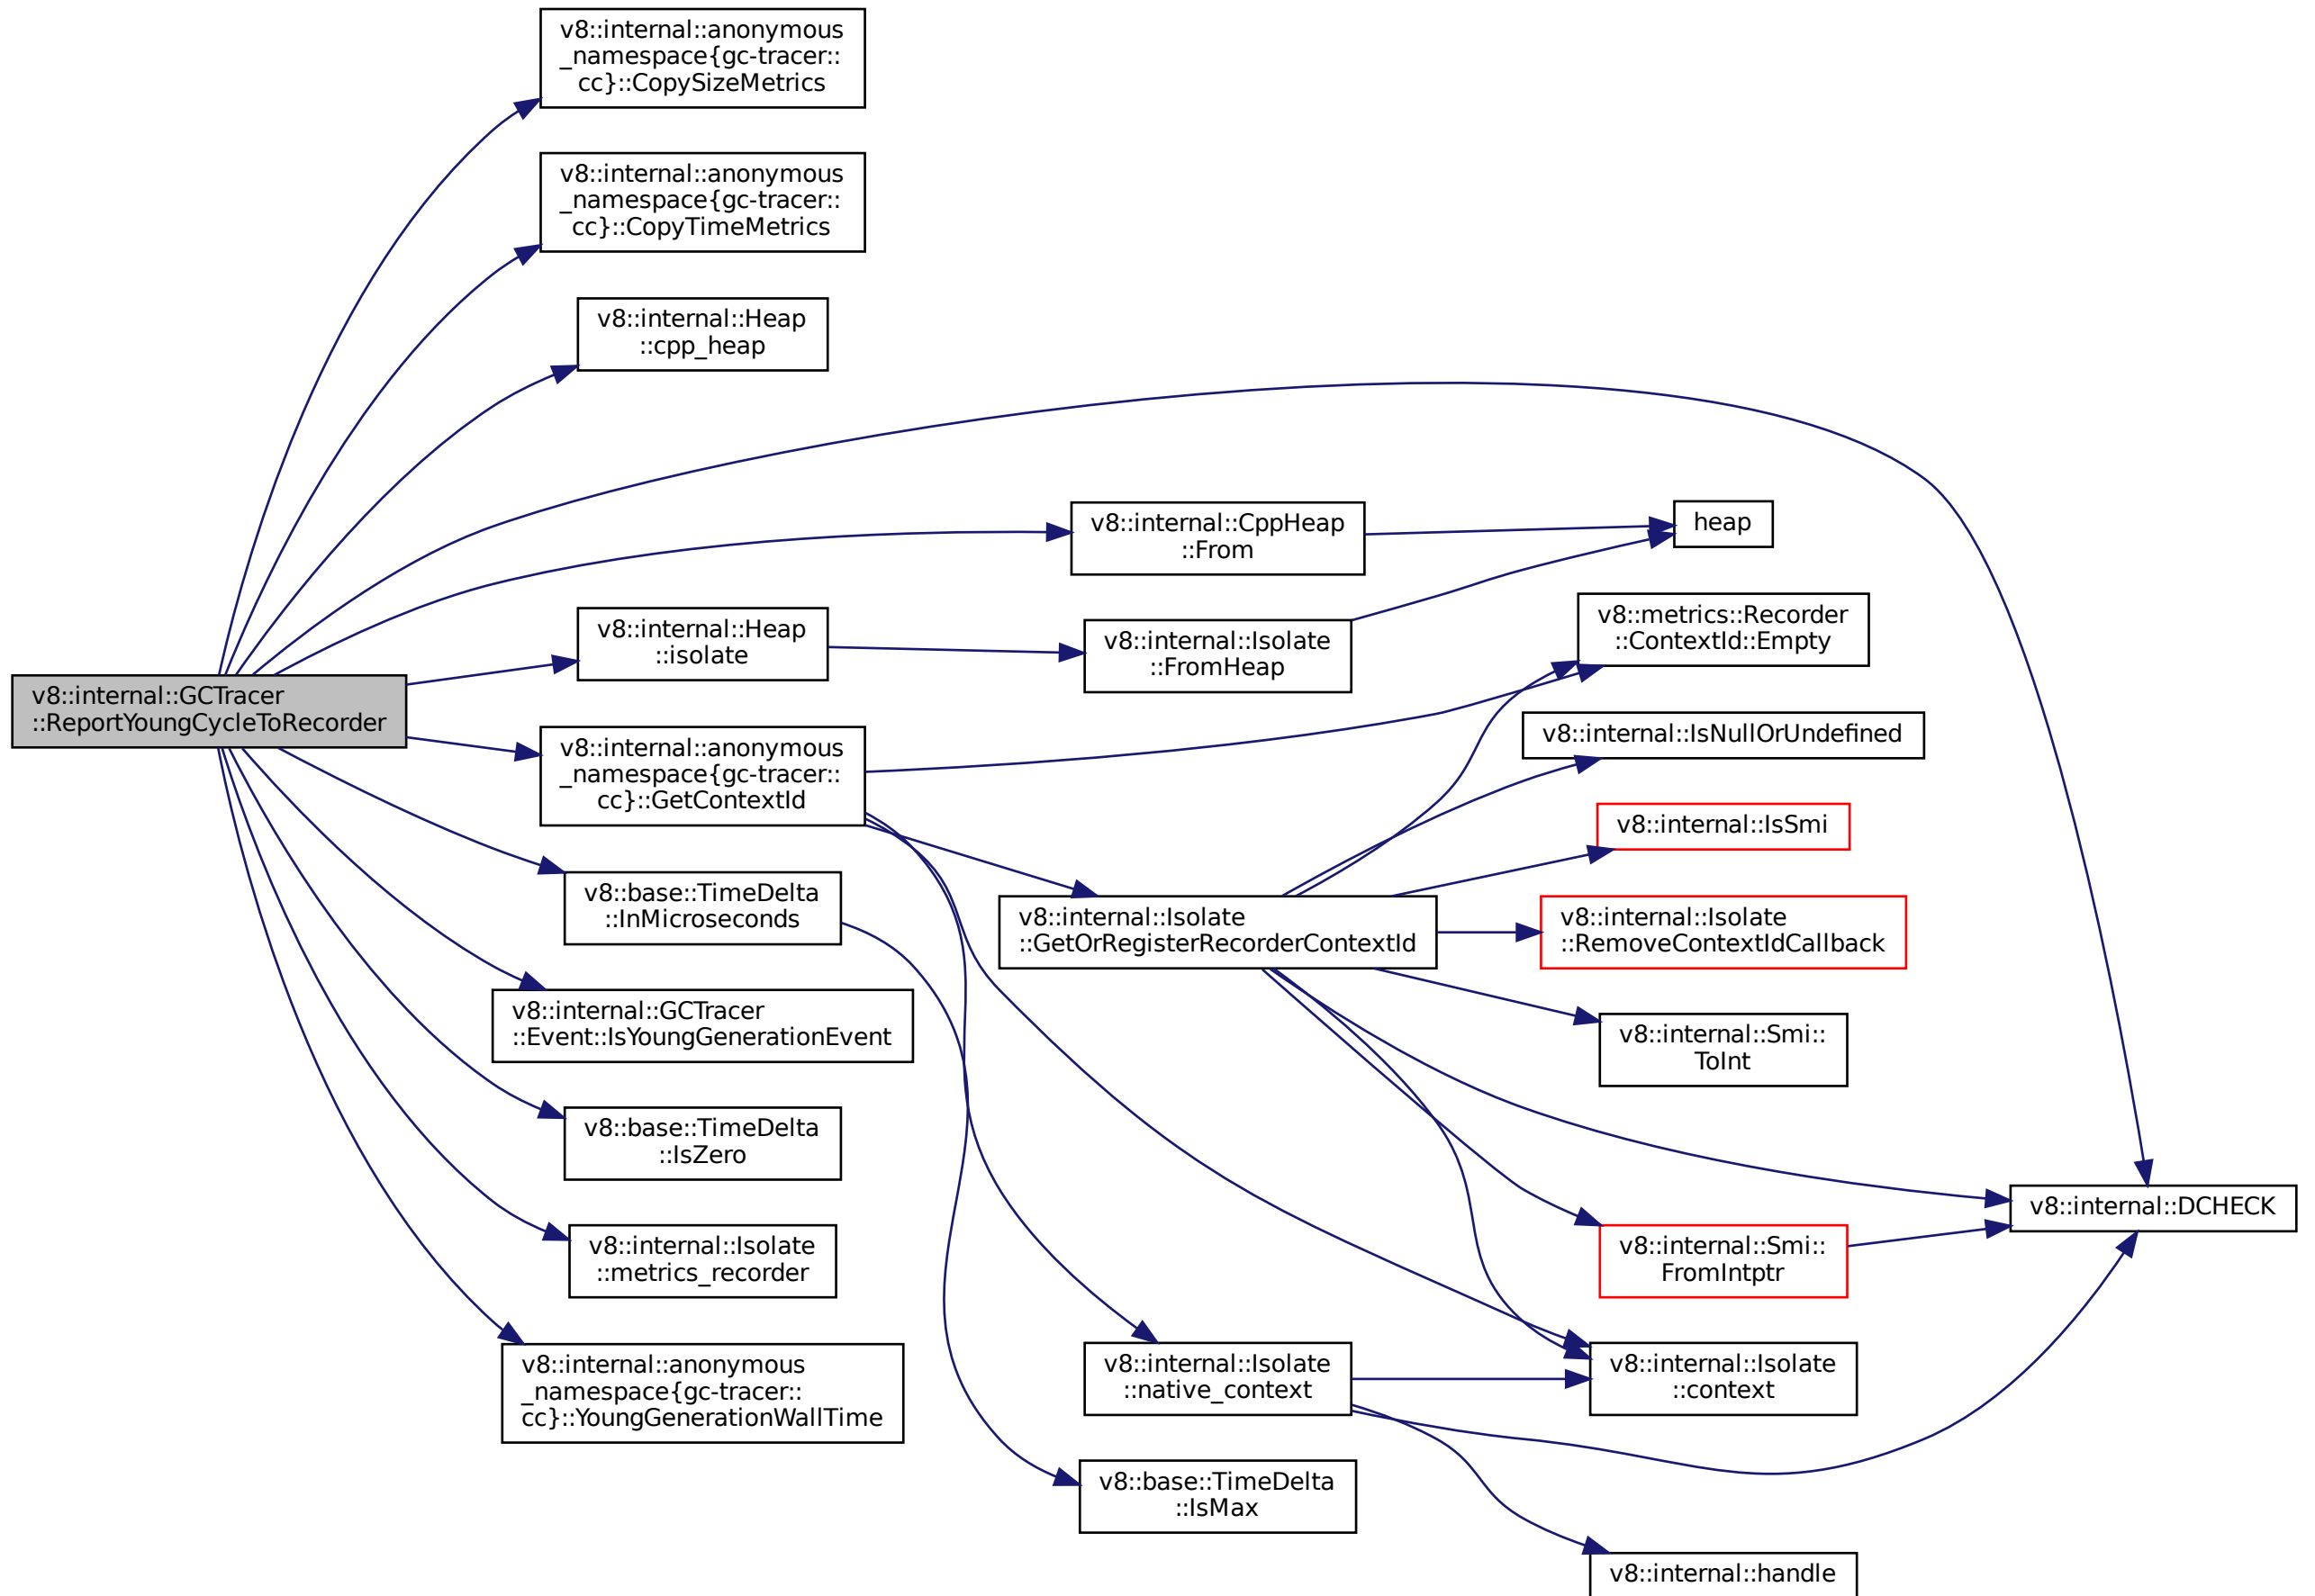 v8::internal::anonymous
_namespace{gc-tracer::
cc}::CopySizeMetrics
v8::internal::anonymous
_namespace{gc-tracer::
cc}::CopyTimeMetrics
v8::internal::Heap
::cpp_heap
v8::internal::CppHeap
::From
heap
v8::internal::Heap
::isolate
v8::internal::Isolate
::FromHeap
v8::metrics::Recorder
::ContextId::Empty
v8::internal::GCTracer
::ReportYoungCycleToRecorder
v8::internal::IsNullOrUndefined
v8::internal::anonymous
_namespace{gc-tracer::
cc}::GetContextId
v8::internal::IsSmi
v8::base::TimeDelta
::InMicroseconds
v8::internal::Isolate
::GetOrRegisterRecorderContextId
v8::internal::Isolate
::RemoveContextIdCallback
v8::internal::GCTracer
::Event::IsYoungGenerationEvent
v8::internal::Smi::
ToInt
v8::base::TimeDelta
::IsZero
v8::internal::DCHECK
v8::internal::Isolate
::metrics_recorder
v8::internal::Smi::
FromIntptr
v8::internal::anonymous
_namespace{gc-tracer::
cc}::YoungGenerationWallTime
v8::internal::Isolate
::native_context
v8::internal::Isolate
::context
v8::base::TimeDelta
::IsMax
v8::internal::handle